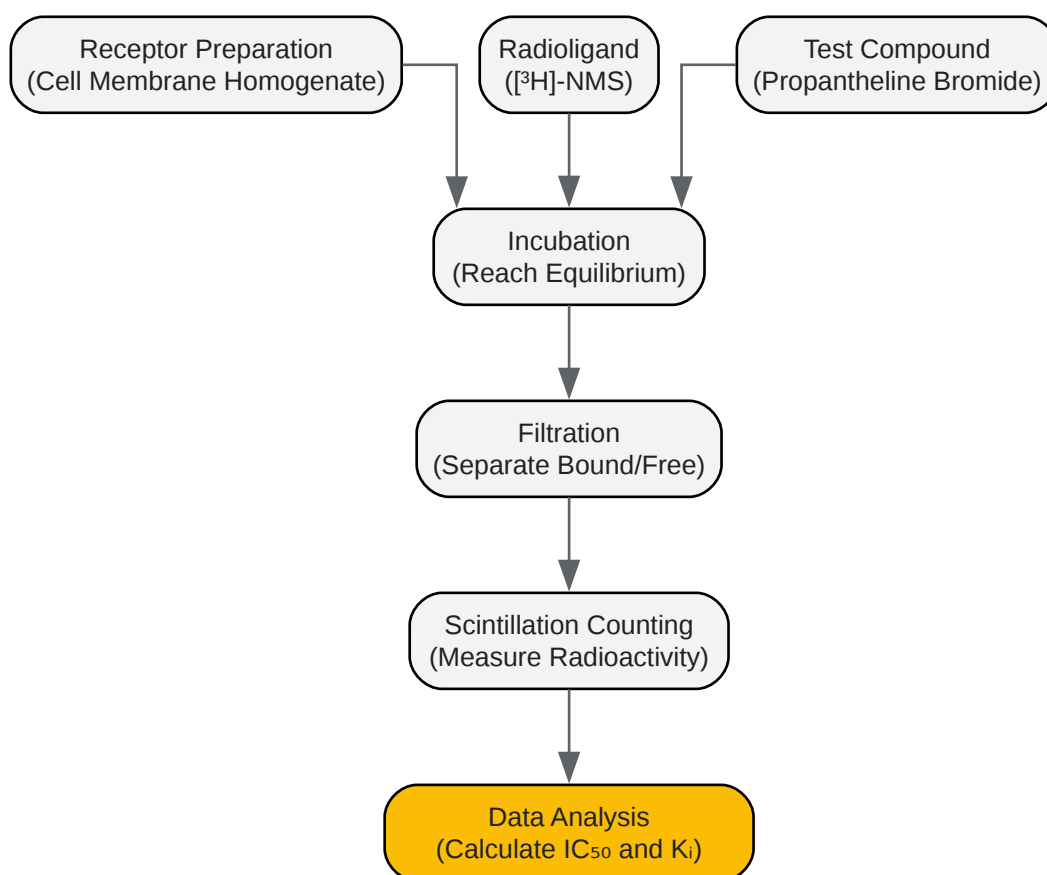 Receptor Preparation
(Cell Membrane Homogenate)
Radioligand
([³H]-NMS)
Test Compound
(Propantheline Bromide)
Incubation
(Reach Equilibrium)
Filtration
(Separate Bound/Free)
Scintillation Counting
(Measure Radioactivity)
Data Analysis
(Calculate IC₅₀ and Kᵢ)